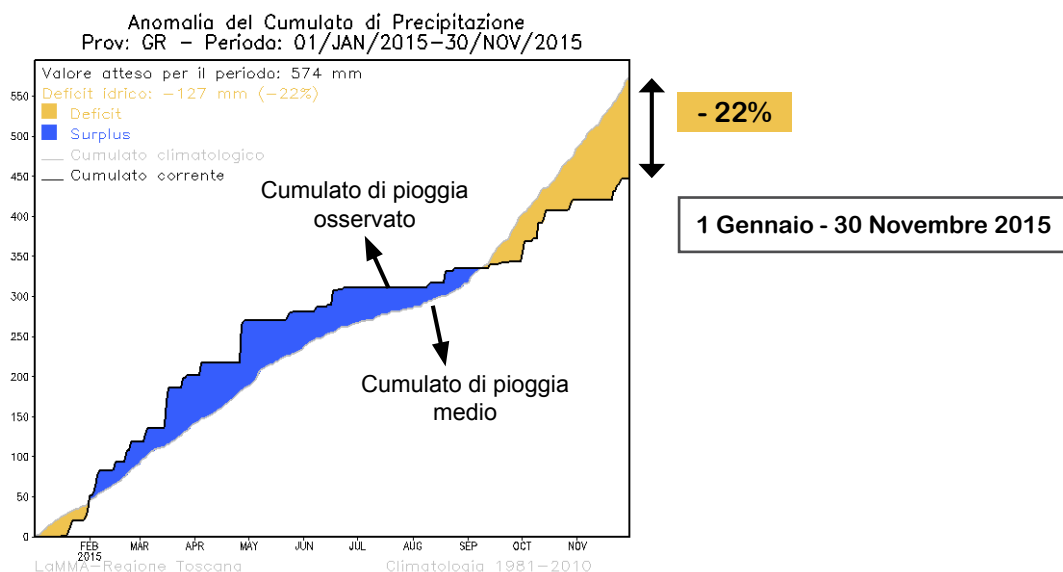 Anomalia del Cumulato di Precipitazione
Prov: GR - Periodo: 01/JAN/2015-30/NOV/2015
Valore atteso per il periodo: 574 mm
Deficit idrico: -127 mm (-22%)
Deficit
Surplus
Cumulato climatologico
Cumulato corrente
- 22%
1 Gennaio - 30 Novembre 2015
Cumulato di pioggia
osservato
Cumulato di pioggia
medio
550
500
450
400
350
300
250
200
150
100
50
0
FEB MAR APR MAY JUN JUL AUG SEP OCT NOV
2015
LaMMA-Regione Toscana Climatologia 1981-2010